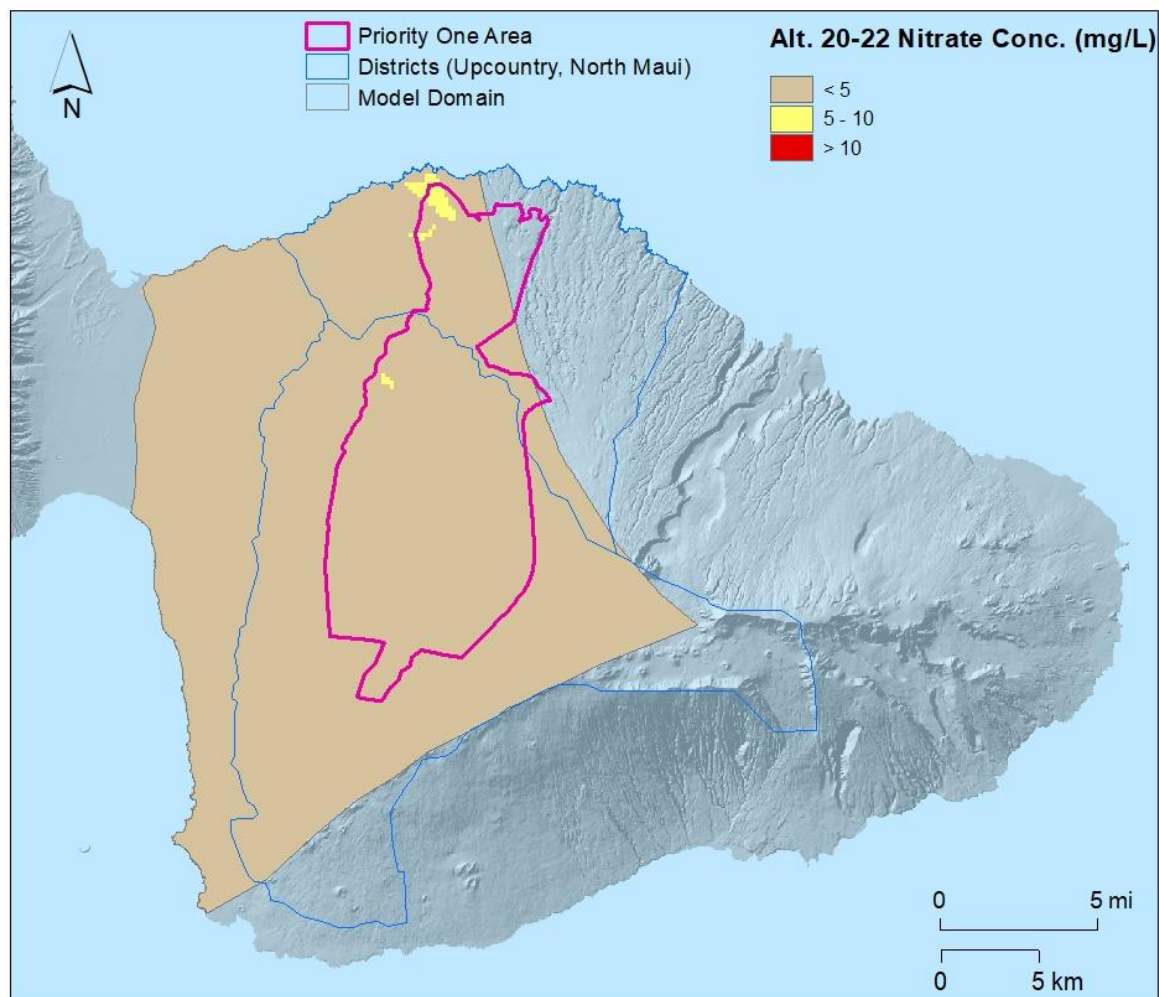 N
Priority One Area
Districts (Upcountry, North Maui)
Model Domain
Alt. 20-22 Nitrate Conc. (mg/L)
< 5
5 - 10
> 10
0 5 mi
0 5 km